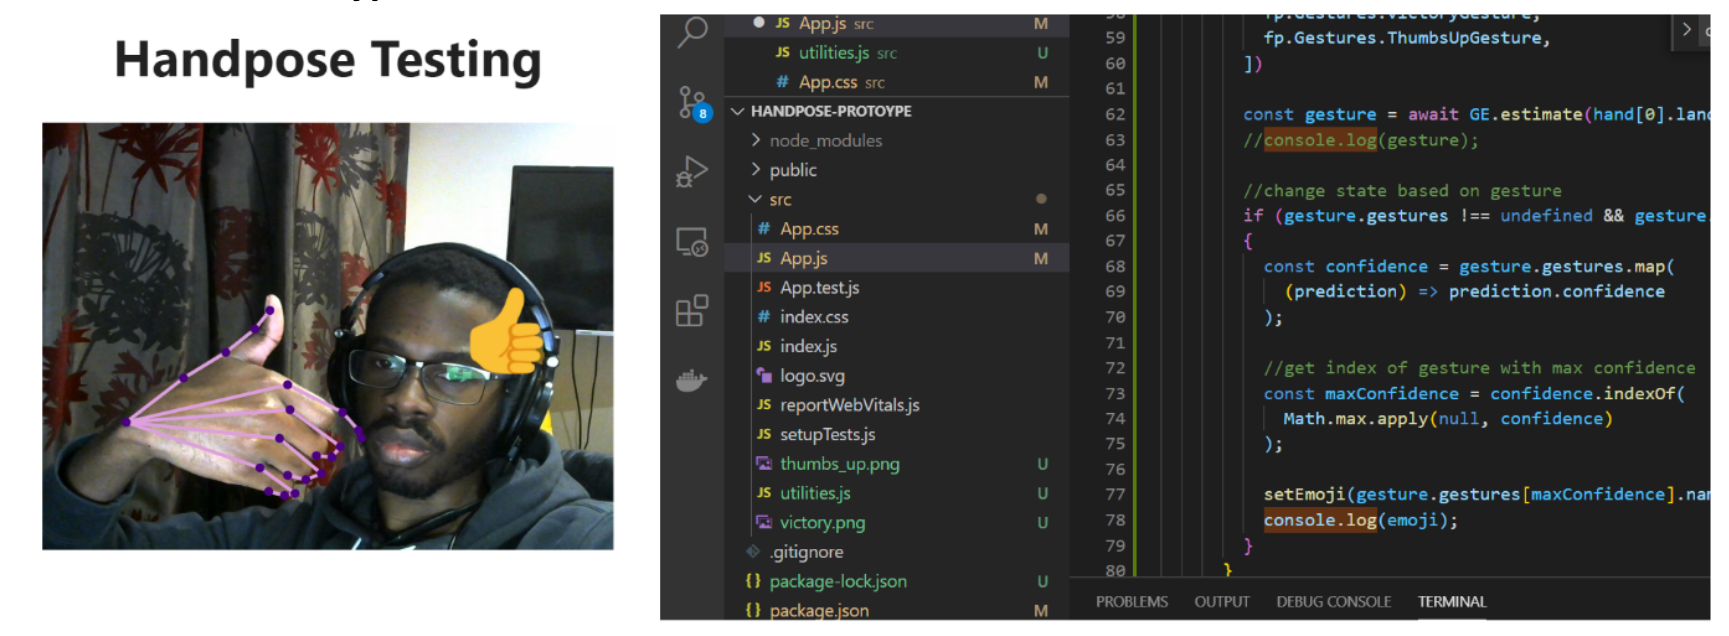 Handpose Testing
JS App.js src M
JS utilities.js src U
# App.css src M
8
HANDPOSE-PROTOYPE
node_modules
public
src
# App.css M
JS App.js M
JS App.test.js
# index.css
JS index.js
logo.svg
JS reportWebVitals.js
JS setupTests.js
thumbs_up.png U
JS utilities.js U
victory.png U
.gitignore
{} package-lock.json U
{} package.json M
58 fp.Gestures.VictoryGesture,
59 fp.Gestures.ThumbsUpGesture,
60 ])
61
62 const gesture = await GE.estimate(hand[0].land
63 //console.log(gesture);
64
65 //change state based on gesture
66 if (gesture.gestures !== undefined && gesture.
67 {
68 const confidence = gesture.gestures.map(
69 (prediction) => prediction.confidence
70 );
71
72 //get index of gesture with max confidence
73 const maxConfidence = confidence.indexOf(
74 Math.max.apply(null, confidence)
75 );
76
77 setEmoji(gesture.gestures[maxConfidence].nam
78 console.log(emoji);
79 }
80 }
PROBLEMS OUTPUT DEBUG CONSOLE TERMINAL